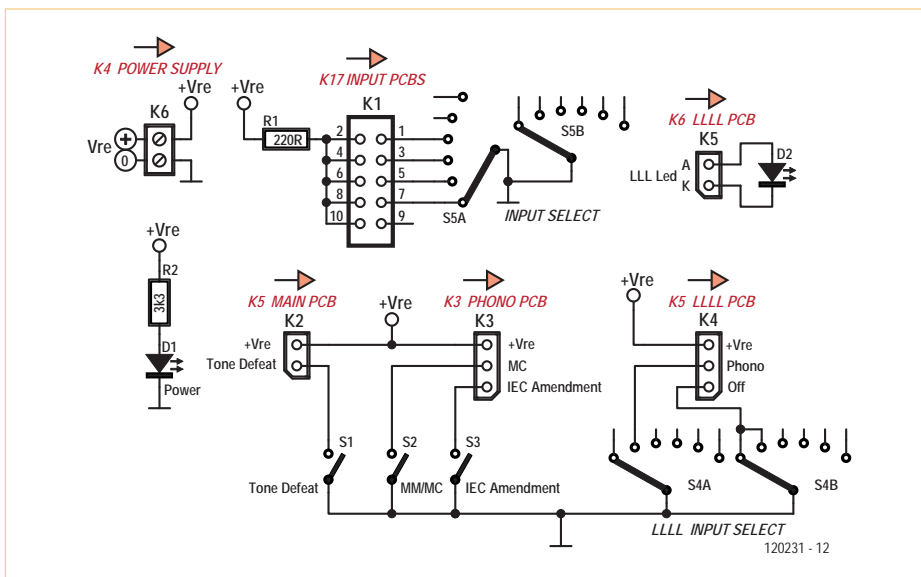 K4 POWER SUPPLY
+Vre
K6
Vre
+
0
+Vre
R1
220R
K17 INPUT PCBS
K1
2
1
4
3
6
5
8
7
10
9
S5A
S5B
INPUT SELECT
K6 LLLL PCB
K5
A
K
LLL Led
D2
+Vre
R2
3k3
D1
Power
K5 MAIN PCB
K2
+Vre
Tone Defeat
+Vre
K3 PHONO PCB
K3
+Vre
MC
IEC Amendment
+Vre
K5 LLLL PCB
K4
+Vre
Phono
Off
S1
Tone Defeat
S2
MM/MC
S3
IEC Amendment
S4A
S4B
LLLL INPUT SELECT
120231 - 12